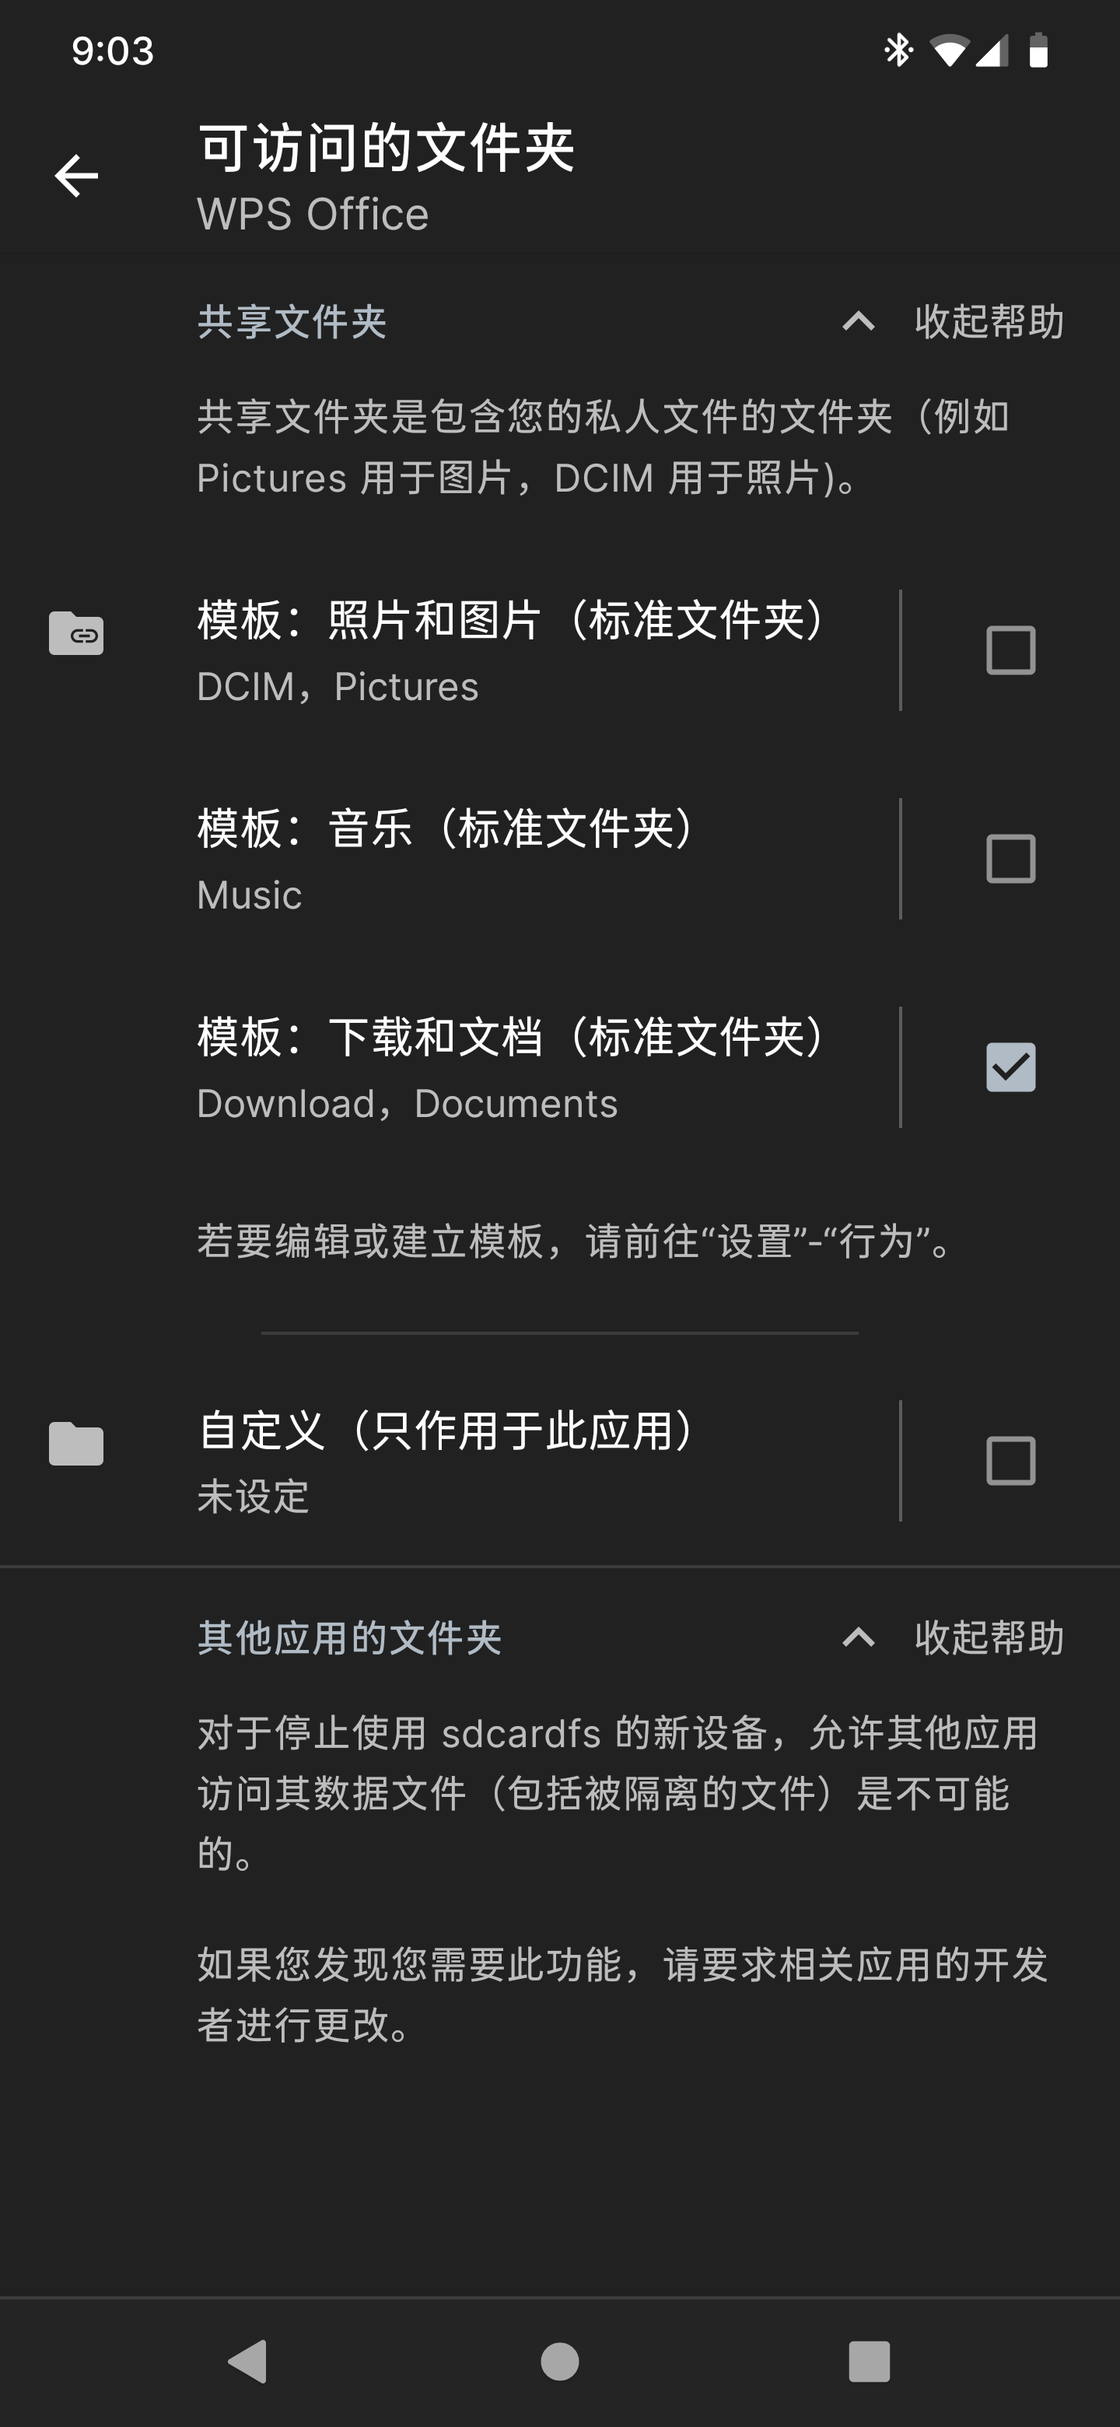 9:03
可访问的文件夹
WPS Office
共享文件夹
收起帮助
共享文件夹是包含您的私人文件的文件夹（例如
Pictures 用于图片，DCIM 用于照片)。
模板：照片和图片（标准文件夹）
DCIM，Pictures
模板：音乐（标准文件夹）
Music
模板：下载和文档（标准文件夹）
Download，Documents
若要编辑或建立模板，请前往“设置”-“行为”。
自定义（只作用于此应用）
未设定
其他应用的文件夹
收起帮助
对于停止使用 sdcardfs 的新设备，允许其他应用
访问其数据文件（包括被隔离的文件）是不可能
的。
如果您发现您需要此功能，请要求相关应用的开发
者进行更改。